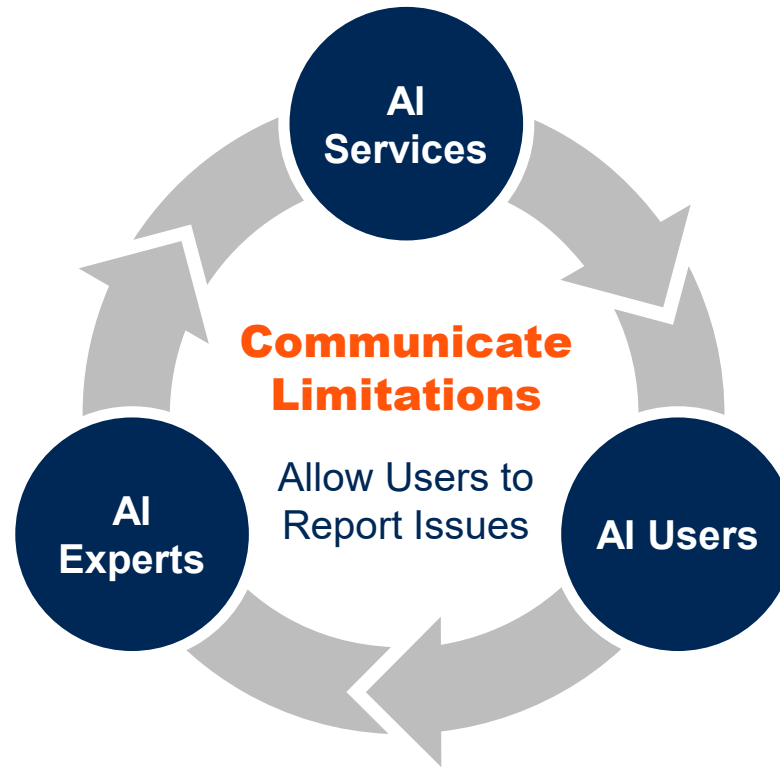 AI
Services
Communicate
Limitations
Allow Users to
Report Issues
AI
Experts
AI Users